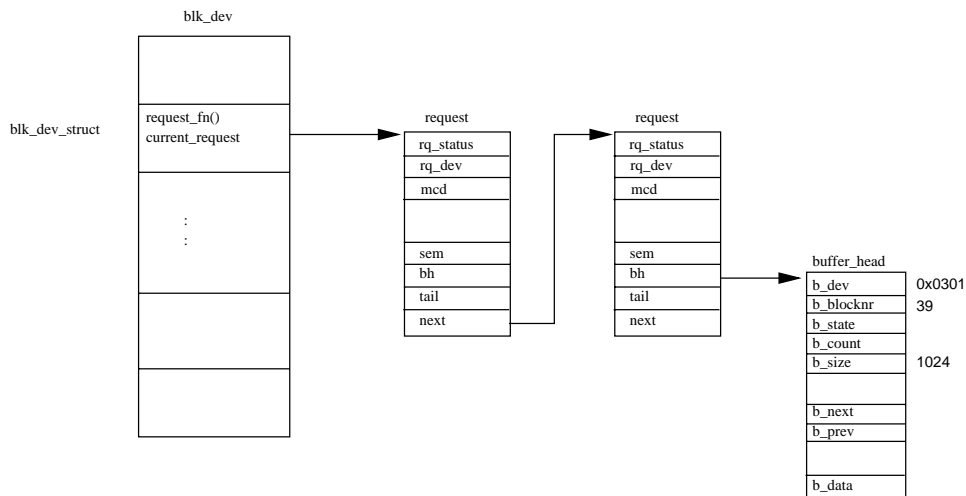 blk_dev
blk_dev_struct
request_fn()
current_request
:
:
request
rq_status
rq_dev
mcd
sem
bh
tail
next
request
rq_status
rq_dev
mcd
sem
bh
tail
next
buffer_head
b_dev 0x0301
b_blocknr 39
b_state
b_count
b_size 1024
b_next
b_prev
b_data